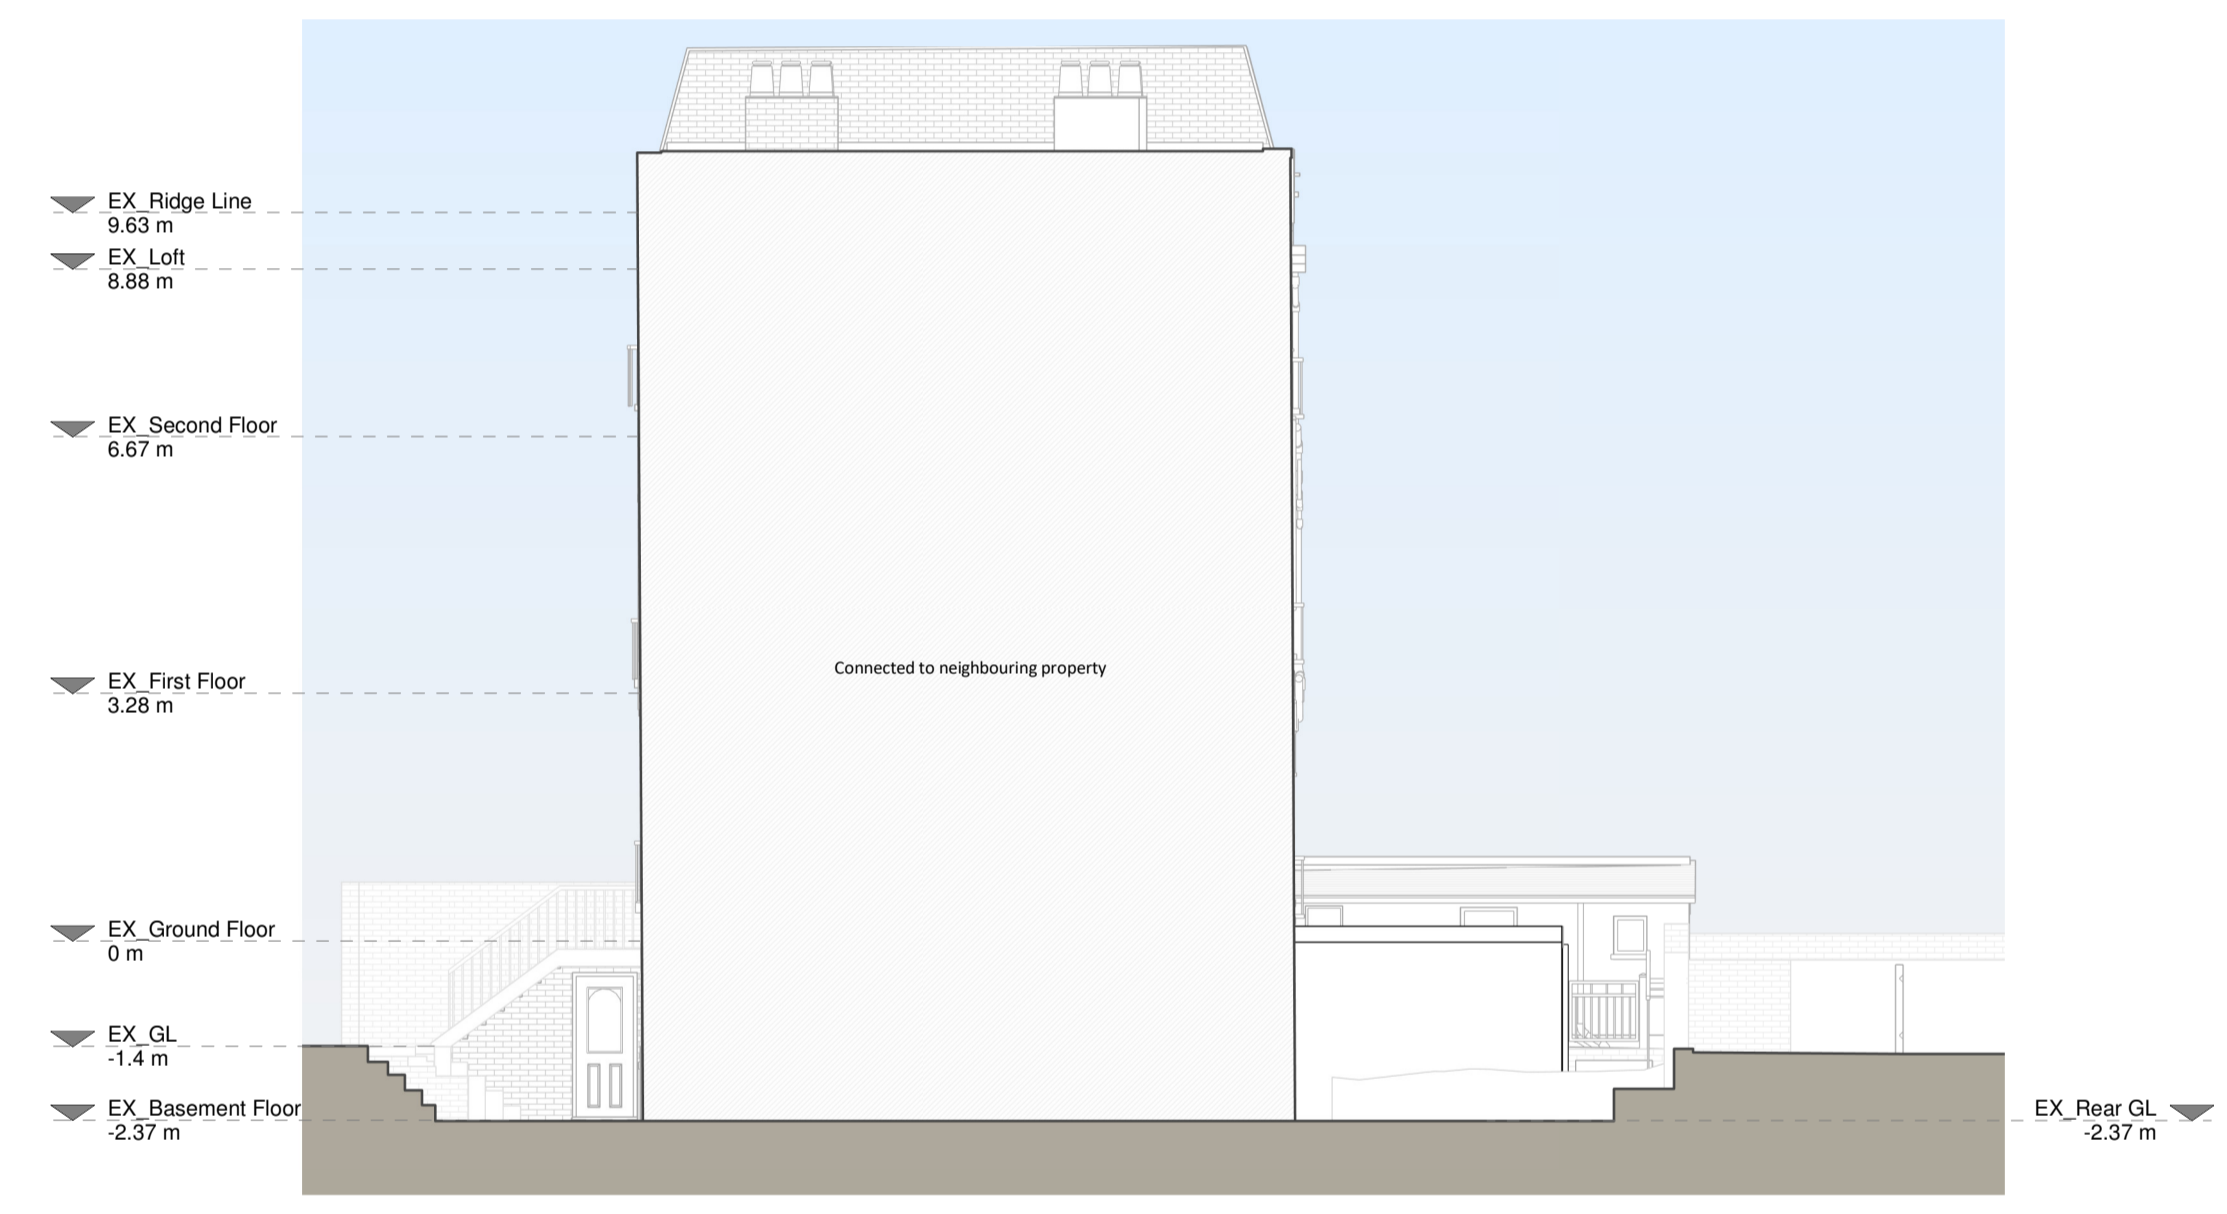 EX_Ridge Line
9.63 m
EX_Loft
8.88 m
EX_Second Floor
6.67 m
Connected to neighbouring property
EX_First Floor
3.28 m
EX_Ground Floor
0 m
EX_GL
-1.4 m
EX_Basement Floor
-2.37 m
EX_Rear GL
-2.37 m